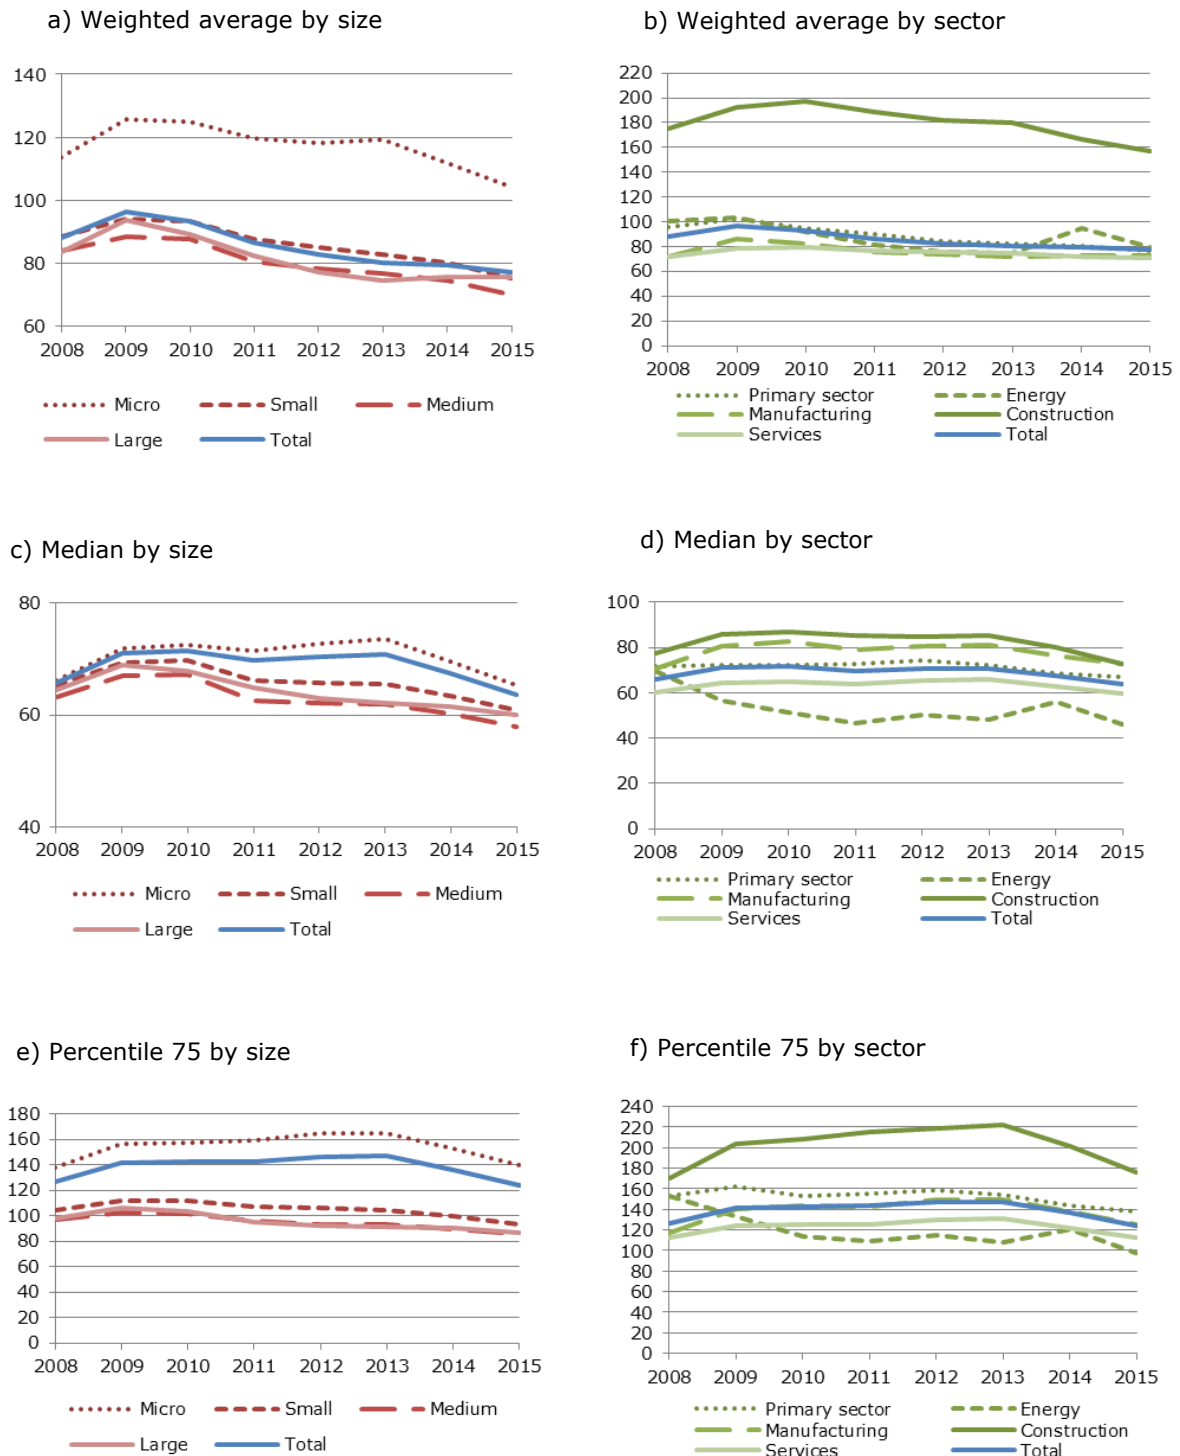 a) Weighted average by size
140
120
100
80
60
2008 2009 2010 2011 2012 2013 2014 2015
Micro Small Medium
Large Total
b) Weighted average by sector
220
200
180
160
140
120
100
80
60
40
20
0
2008 2009 2010 2011 2012 2013 2014 2015
Primary sector Energy
Manufacturing Construction
Services Total
c) Median by size
80
60
40
2008 2009 2010 2011 2012 2013 2014 2015
Micro Small Medium
Large Total
d) Median by sector
100
80
60
40
20
0
2008 2009 2010 2011 2012 2013 2014 2015
Primary sector Energy
Manufacturing Construction
Services Total
e) Percentile 75 by size
180
160
140
120
100
80
60
40
20
0
2008 2009 2010 2011 2012 2013 2014 2015
Micro Small Medium
Large Total
f) Percentile 75 by sector
240
220
200
180
160
140
120
100
80
60
40
20
0
2008 2009 2010 2011 2012 2013 2014 2015
Primary sector Energy
Manufacturing Construction
Services Total